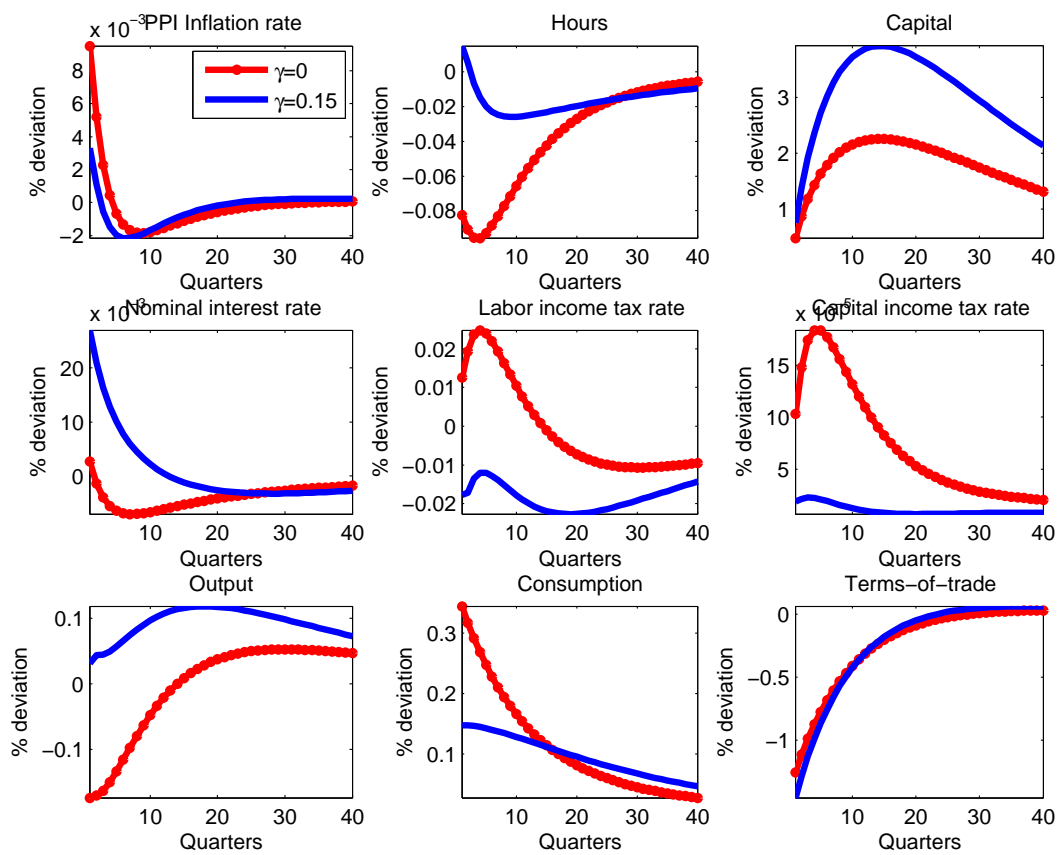 x 10−3 PPI Inflation rate
γ=0
γ=0.15
8
6
4
2
0
−2
% deviation
10 20 30 40
Quarters
Hours
0
−0.02
−0.04
−0.06
−0.08
% deviation
10 20 30 40
Quarters
Capital
3
2
1
% deviation
10 20 30 40
Quarters
x 10−3 Nominal interest rate
20
10
0
% deviation
10 20 30 40
Quarters
Labor income tax rate
0.02
0.01
0
−0.01
−0.02
% deviation
10 20 30 40
Quarters
x 10−5 Capital income tax rate
15
10
5
% deviation
10 20 30 40
Quarters
Output
0.1
0
−0.1
% deviation
10 20 30 40
Quarters
Consumption
0.3
0.2
0.1
% deviation
10 20 30 40
Quarters
Terms−of−trade
0
−0.5
−1
% deviation
10 20 30 40
Quarters